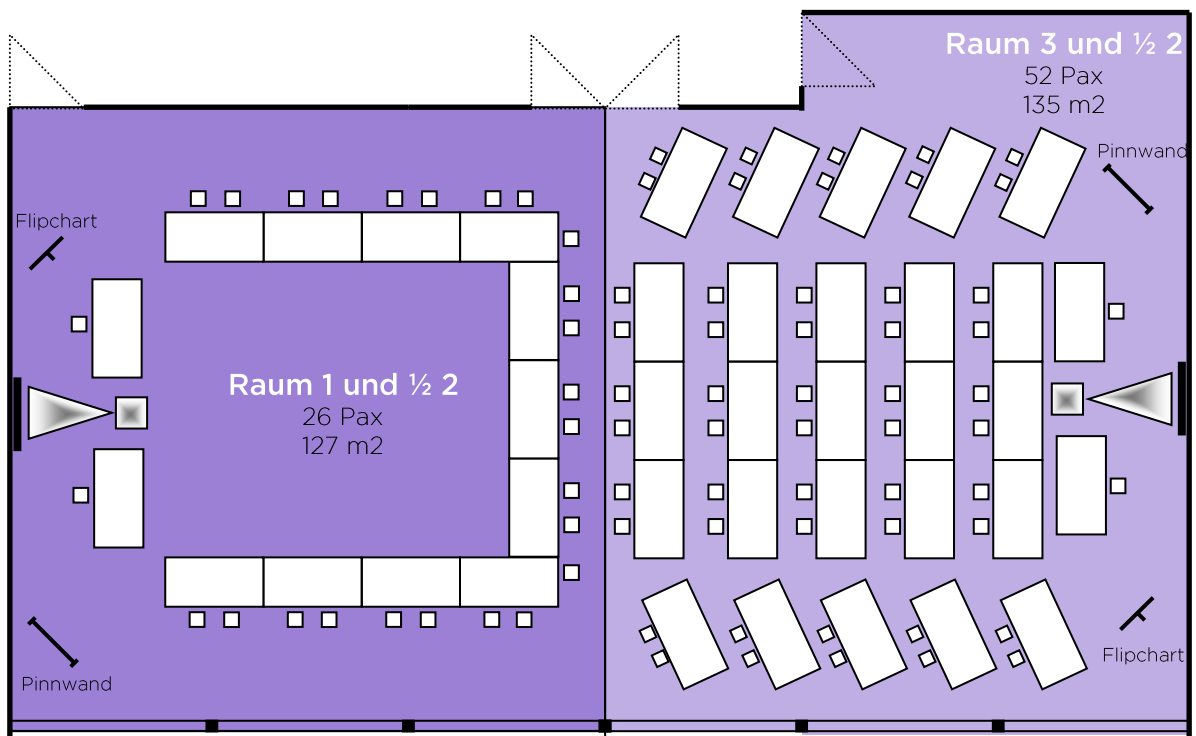 Raum 3 und ½ 2
52 Pax
135 m2
Pinnwand
Flipchart
Raum 1 und ½ 2
26 Pax
127 m2
Flipchart
Pinnwand